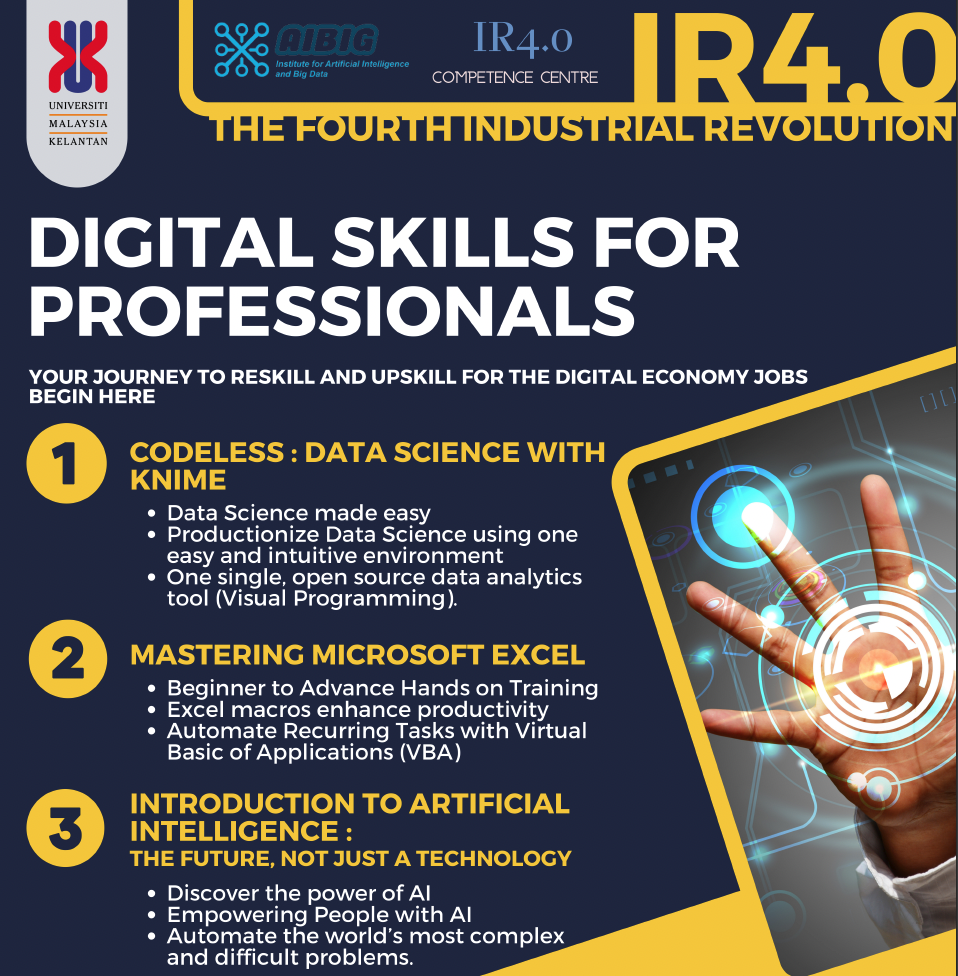 UNIVERSITI
MALAYSIA
KELANTAN
AIBIG
Institute for Artificial Intelligence
and Big Data
IR4.0
COMPETENCE CENTRE
IR4.0
THE FOURTH INDUSTRIAL REVOLUTION
DIGITAL SKILLS FOR
PROFESSIONALS
YOUR JOURNEY TO RESKILL AND UPSKILL FOR THE DIGITAL ECONOMY JOBS
BEGIN HERE
1
CODELESS : DATA SCIENCE WITH
KNIME
• Data Science made easy
• Productionize Data Science using one
easy and intuitive environment
• One single, open source data analytics
tool (Visual Programming).
2
MASTERING MICROSOFT EXCEL
• Beginner to Advance Hands on Training
• Excel macros enhance productivity
• Automate Recurring Tasks with Virtual
Basic of Applications (VBA)
3
INTRODUCTION TO ARTIFICIAL
INTELLIGENCE :
THE FUTURE, NOT JUST A TECHNOLOGY
• Discover the power of AI
• Empowering People with AI
• Automate the world's most complex
and difficult problems.